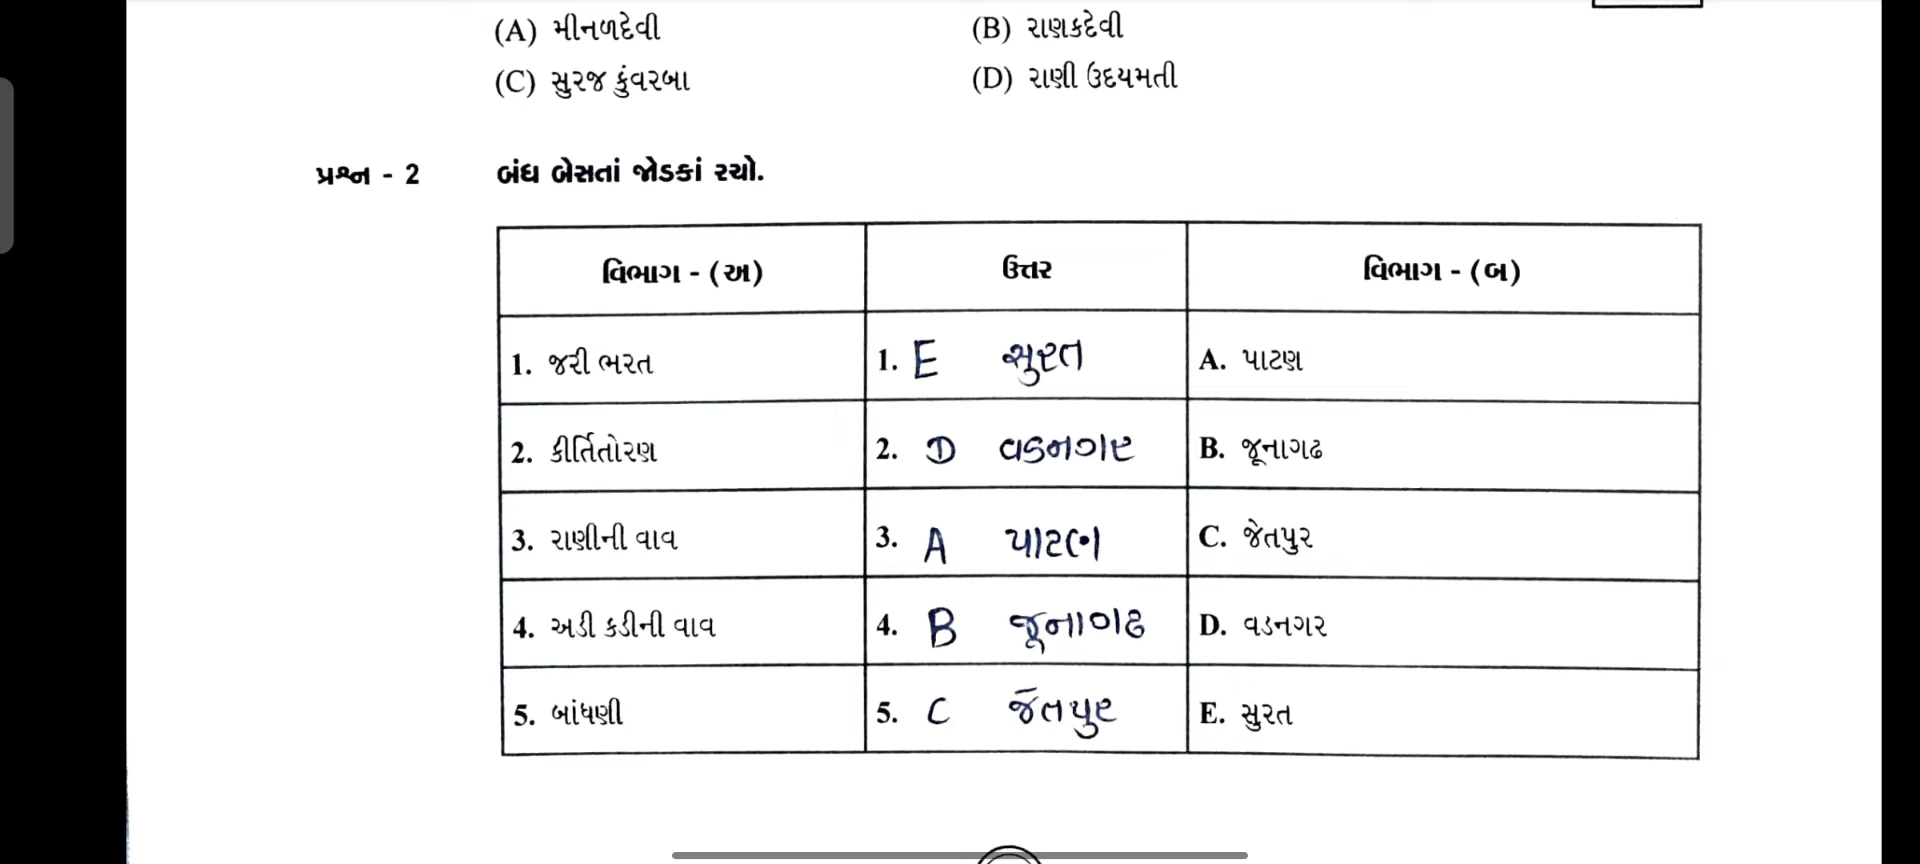 (A) મીનળદેવી (B) રાણકદેવી
(C) સુરજ કુંવરબા (D) રાણી ઉદયમતી
પ્રશ્ન - 2 બંધ બેસતાં જોડકાં રચો.
વિભાગ - (અ) ઉત્તર વિભાગ - (બ)
1. જરી ભરત 1. E સુરત A. પાટણ
2. કીર્તિતોરણ 2. D વડનગર B. જૂનાગઢ
3. રાણીની વાવ 3. A પાટણ C. જેતપુર
4. અડી કડીની વાવ 4. B જૂનાગઢ D. વડનગર
5. બાંધણી 5. C જેતપુર E. સુરત